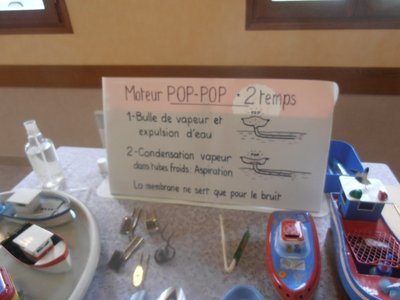 Moteur POP-POP • 2 temps
1-Bulle de vapeur et
expulsion d'eau
2-Condensation vapeur
dans tubes froids: Aspiration
La membrane ne sert que pour le bruit